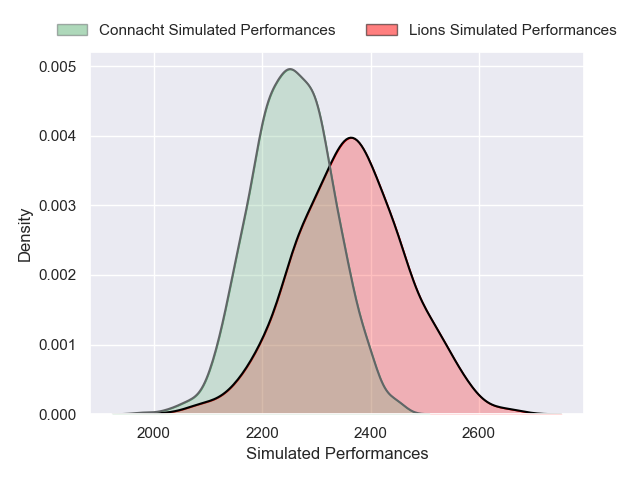 Connacht Simulated Performances Lions Simulated Performances
0.005
0.004
0.003
0.002
0.001
0.000
Density
2000 2200 2400 2600
Simulated Performances